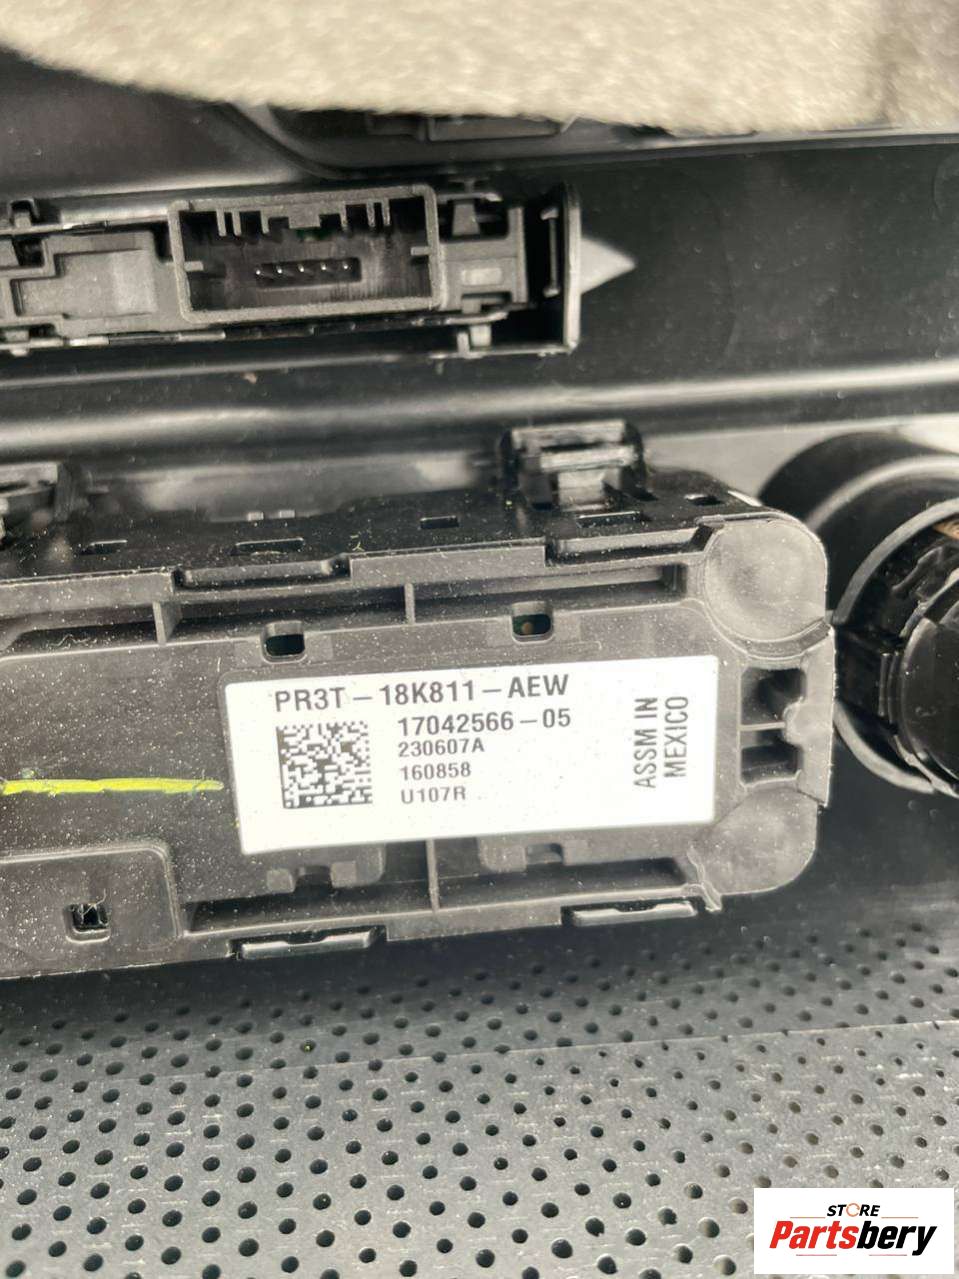 PR3T-18K811-AEW
17042566-05
230607A
160858
U107R
ASSM IN
MEXICO
STORE
Partsbery